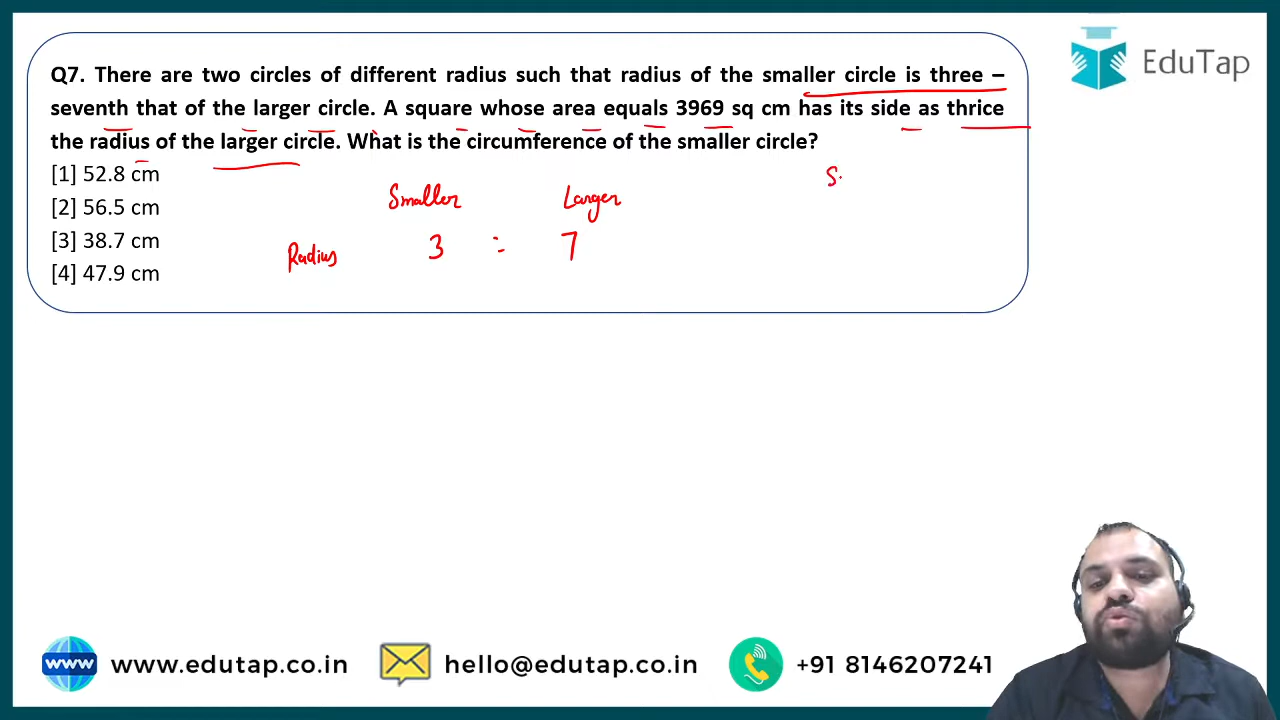 EduTap
Q7. There are two circles of different radius such that radius of the smaller circle is three –
seventh that of the larger circle. A square whose area equals 3969 sq cm has its side as thrice
the radius of the larger circle. What is the circumference of the smaller circle?
[1] 52.8 cm
[2] 56.5 cm
[3] 38.7 cm
[4] 47.9 cm
S
Smaller Larger
Radius 3 : 7
www www.edutap.co.in hello@edutap.co.in +91 8146207241